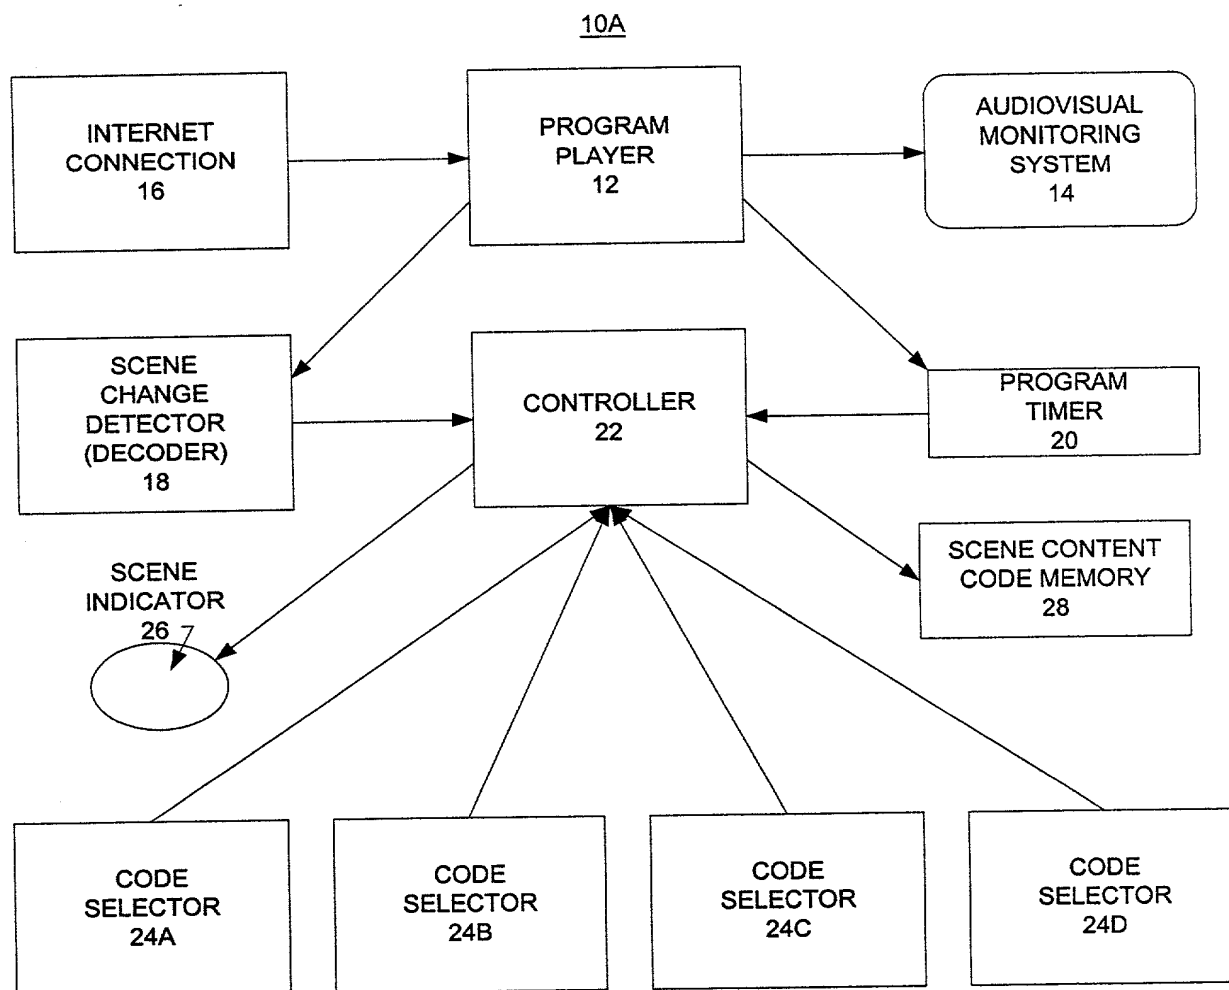 10A
INTERNET
CONNECTION
16
PROGRAM
PLAYER
12
AUDIOVISUAL
MONITORING
SYSTEM
14
SCENE
CHANGE
DETECTOR
(DECODER)
18
CONTROLLER
22
PROGRAM
TIMER
20
SCENE
INDICATOR
26
SCENE CONTENT
CODE MEMORY
28
CODE
SELECTOR
24A
CODE
SELECTOR
24B
CODE
SELECTOR
24C
CODE
SELECTOR
24D